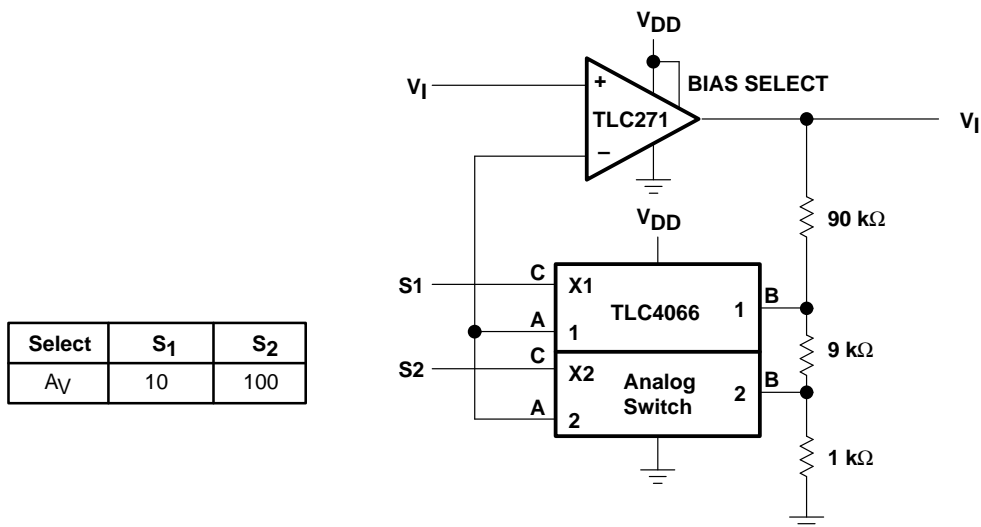 VDD
VI
+
BIAS SELECT
TLC271
VI
−
90 kΩ
VDD
S1
C
X1
TLC4066
1
B
A
1
9 kΩ
S2
C
X2
Analog
Switch
2
B
A
2
1 kΩ
Select S1 S2
AV 10 100